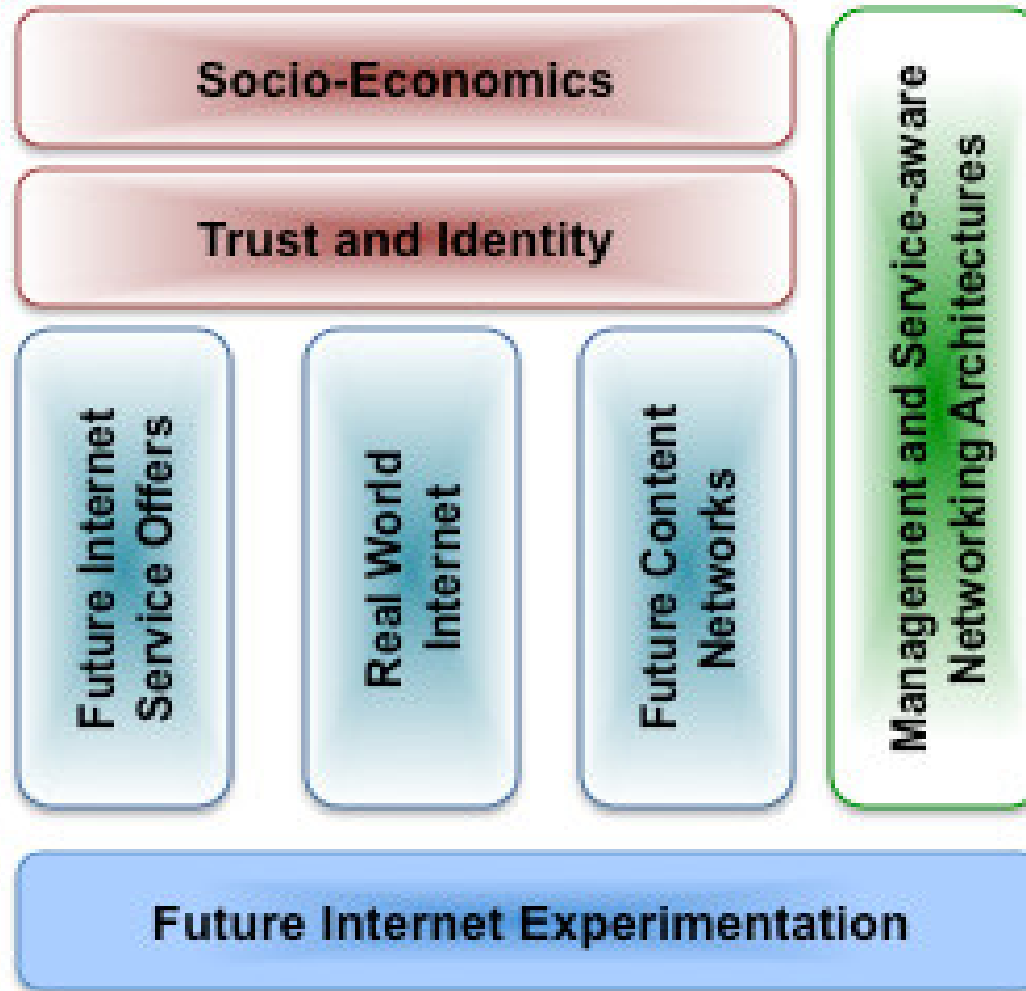 Socio-Economics
Trust and Identity
Future Internet
Service Offers
Real World
Internet
Future Content
Networks
Management and Service-aware
Networking Architectures
Future Internet Experimentation